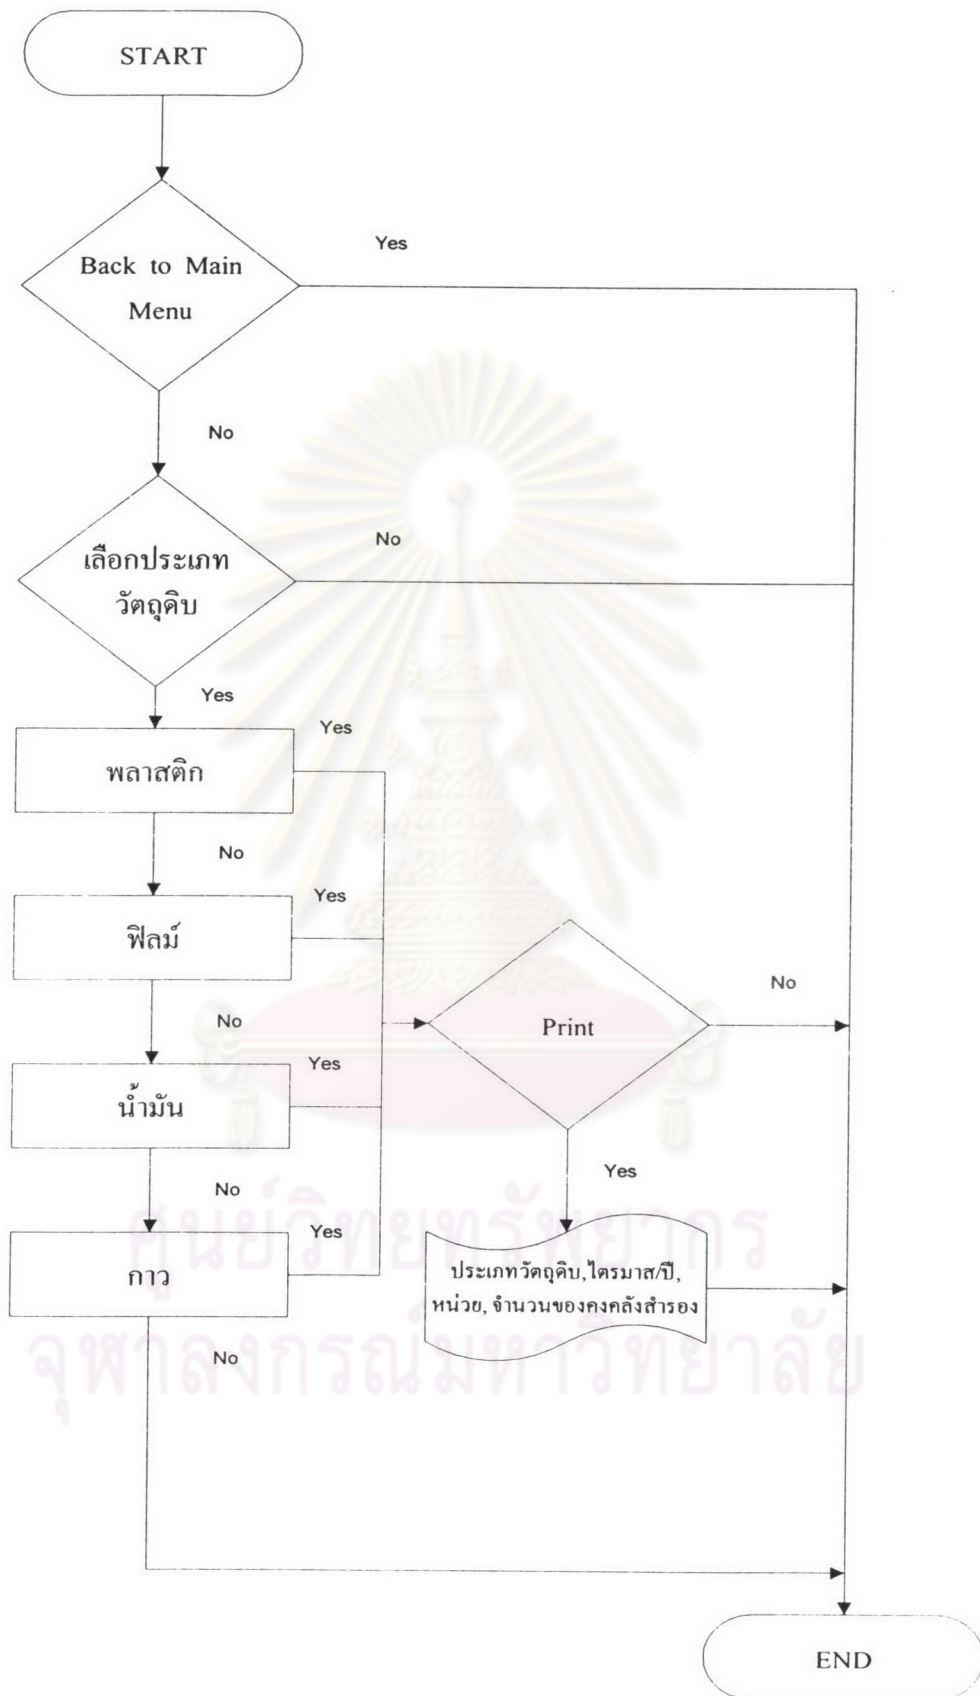 START
Back to Main
Menu
Yes
No
เลือกประเภท
วัตถุดิบ
No
Yes
พลาสติก
Yes
No
ฟิลม์
Yes
No
น้ำมัน
Yes
No
กาว
Yes
No
Print
No
Yes
ประเภทวัตถุดิบ,ไตรมาส/ปี,
หน่วย, จำนวนของคงคลังสำรอง
ศูนย์วิทยทรัพยากร
จุฬาลงกรณ์มหาวิทยาลัย
END